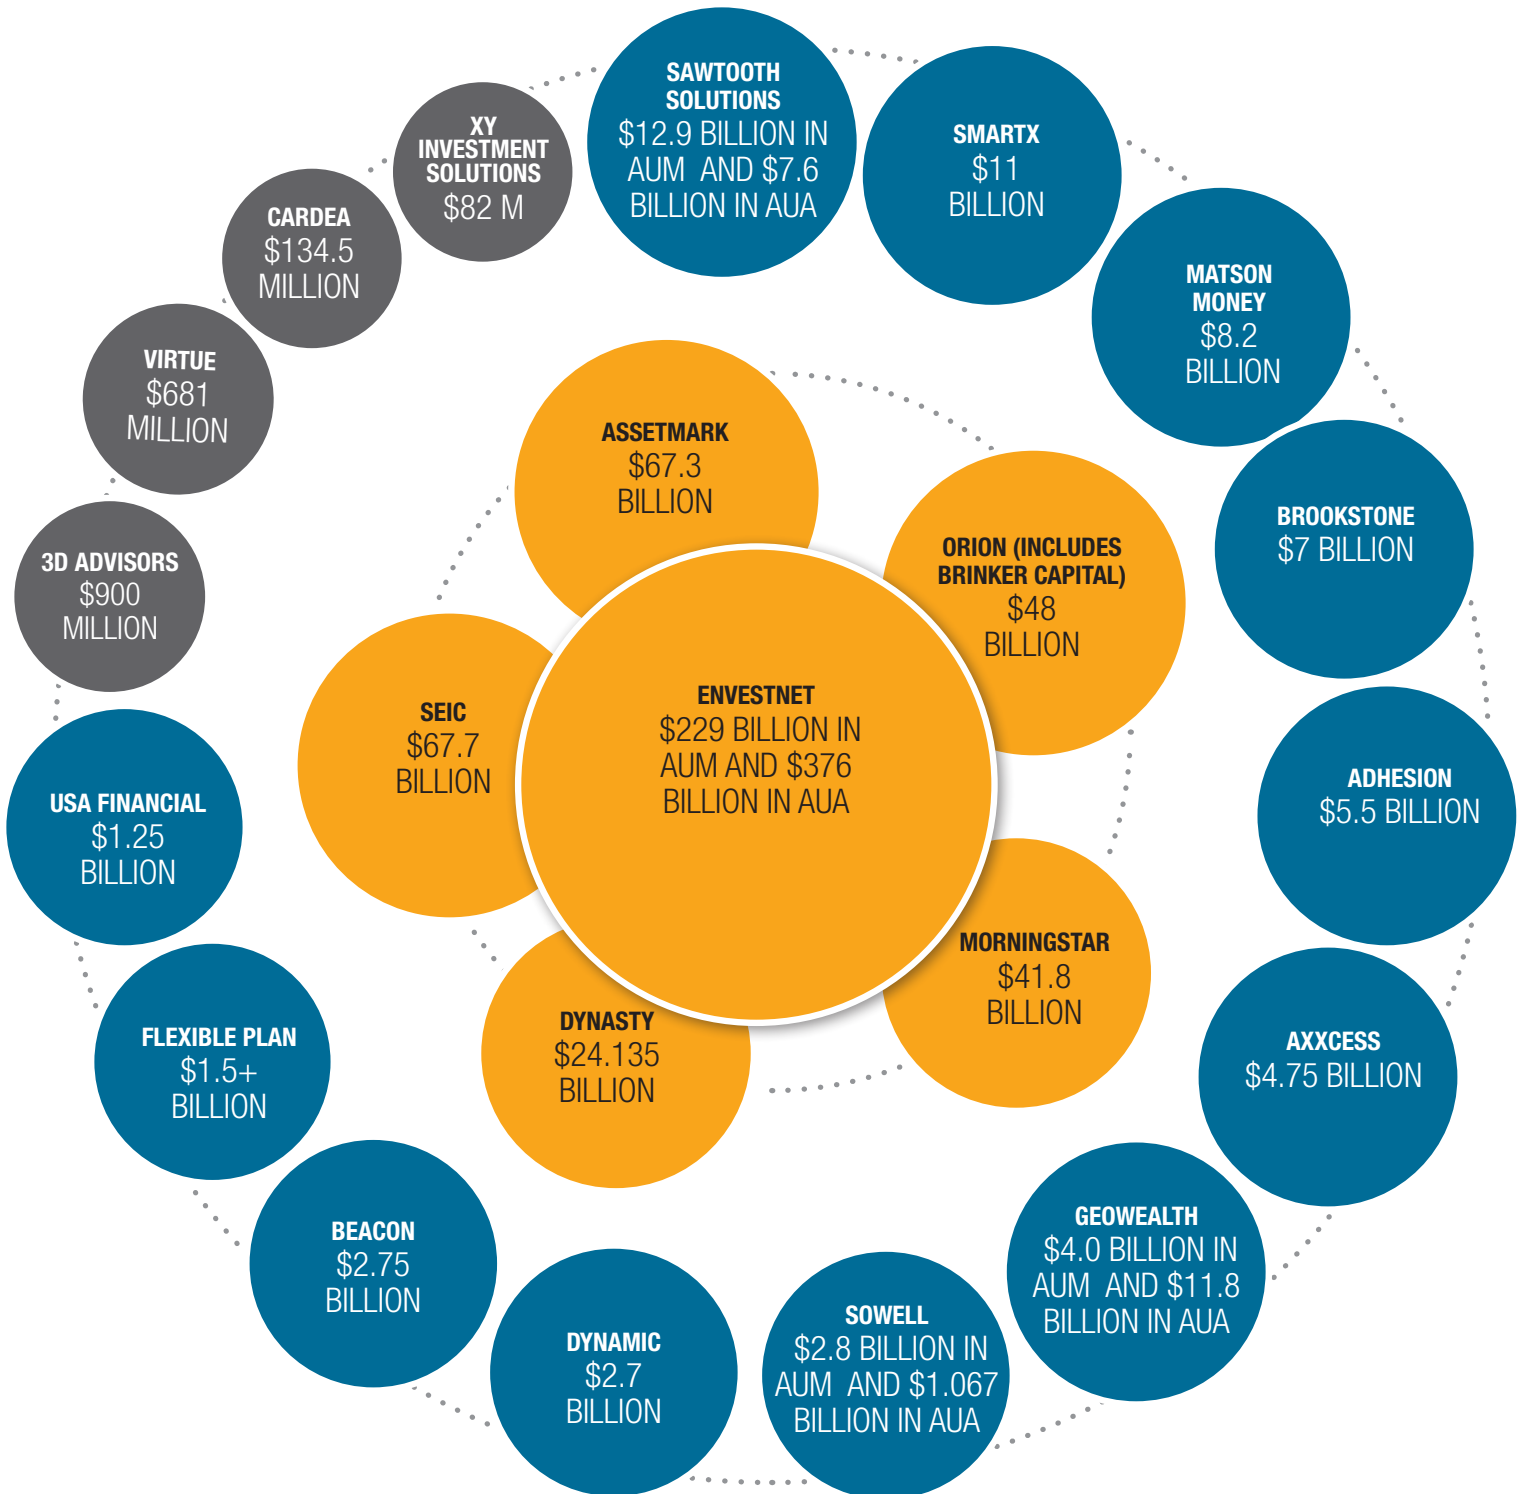 SAWTOOTH
SOLUTIONS
$12.9 BILLION IN
AUM AND $7.6
BILLION IN AUA
SMARTX
$11
BILLION
MATSON
MONEY
$8.2
BILLION
BROOKSTONE
$7 BILLION
ADHESION
$5.5 BILLION
AXXCESS
$4.75 BILLION
GEOWEALTH
$4.0 BILLION IN
AUM AND $11.8
BILLION IN AUA
SOWELL
$2.8 BILLION IN
AUM AND $1.067
BILLION IN AUA
DYNAMIC
$2.7
BILLION
BEACON
$2.75
BILLION
FLEXIBLE PLAN
$1.5+
BILLION
USA FINANCIAL
$1.25
BILLION
3D ADVISORS
$900
MILLION
VIRTUE
$681
MILLION
CARDEA
$134.5
MILLION
XY
INVESTMENT
SOLUTIONS
$82 M
ASSETMARK
$67.3
BILLION
ORION (INCLUDES
BRINKER CAPITAL)
$48
BILLION
MORNINGSTAR
$41.8
BILLION
DYNASTY
$24.135
BILLION
SEIC
$67.7
BILLION
ENVESTNET
$229 BILLION IN
AUM AND $376
BILLION IN AUA